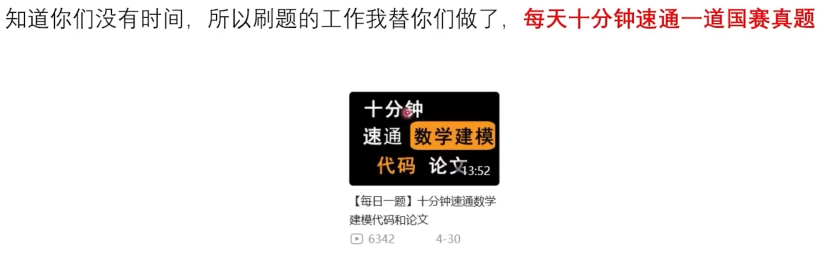 知道你们没有时间，所以刷题的工作我替你们做了，每天十分钟速通一道国赛真题
十分钟
速通 数学建模
代码 论文
13:52
【每日一题】十分钟速通数学
建模代码和论文
6342 4-30